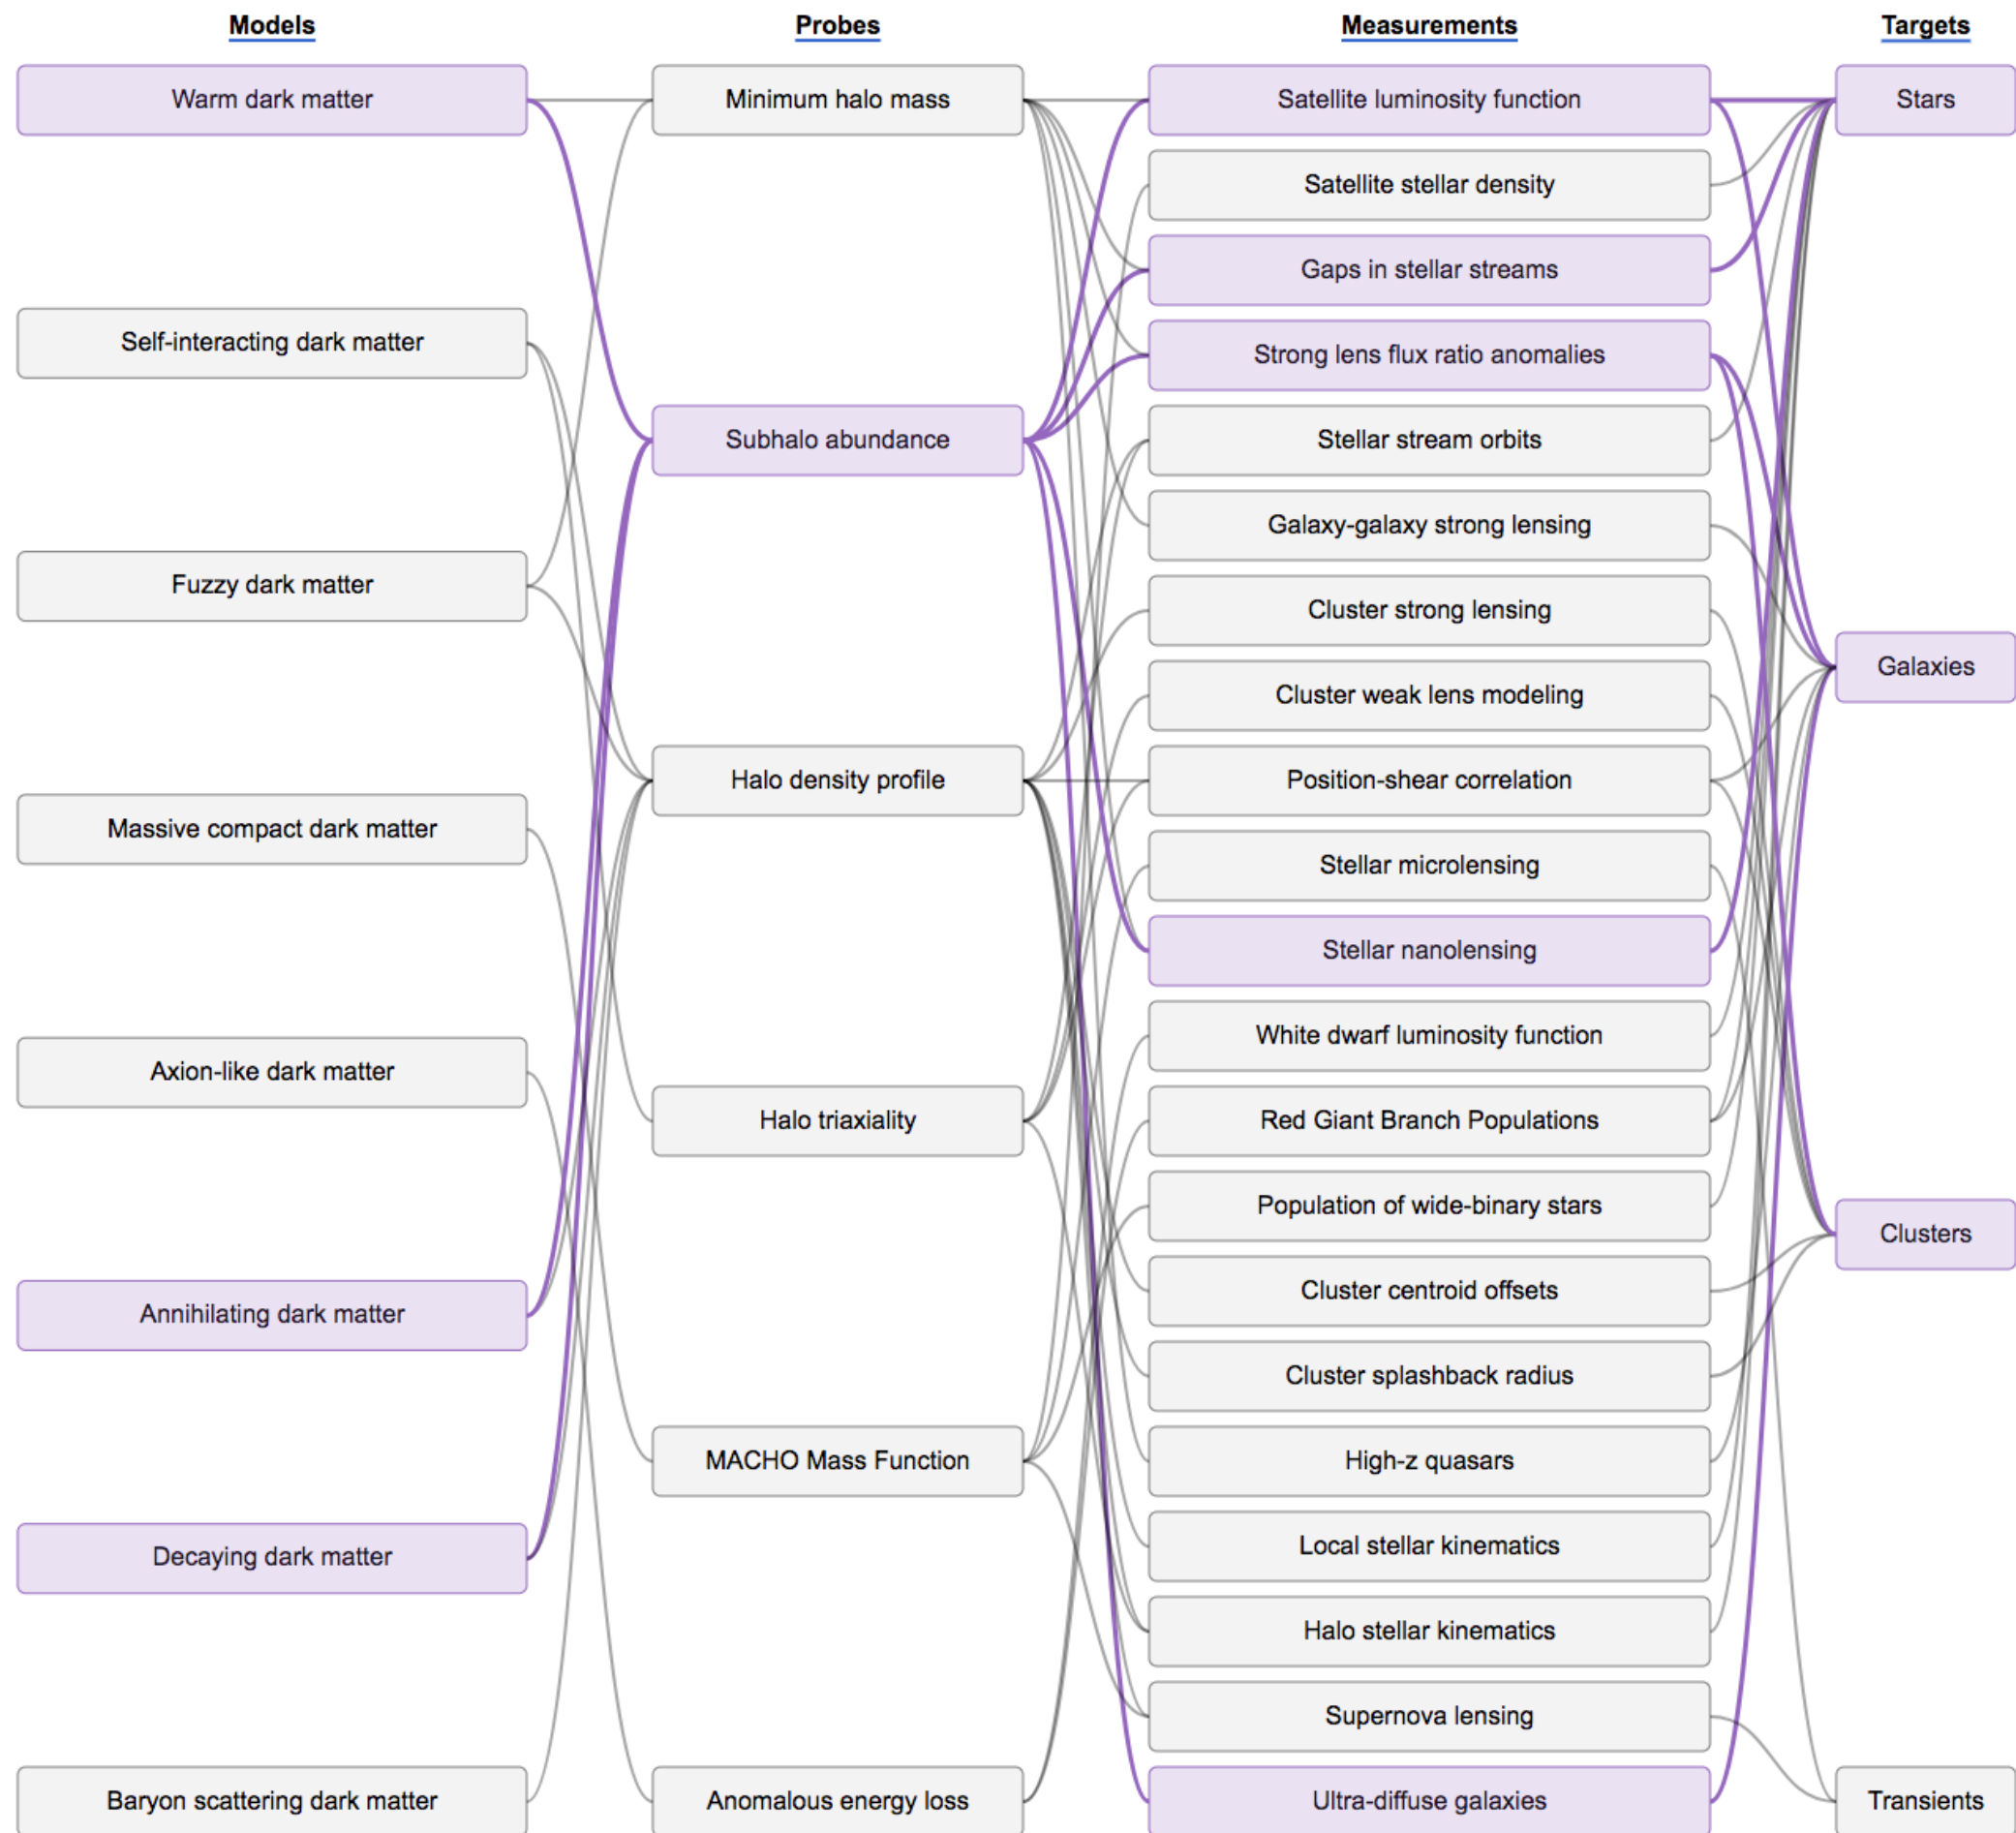 Models
Probes
Measurements
Targets
Warm dark matter
Self-interacting dark matter
Fuzzy dark matter
Massive compact dark matter
Axion-like dark matter
Annihilating dark matter
Decaying dark matter
Baryon scattering dark matter
Minimum halo mass
Subhalo abundance
Halo density profile
Halo triaxiality
MACHO Mass Function
Anomalous energy loss
Satellite luminosity function
Satellite stellar density
Gaps in stellar streams
Strong lens flux ratio anomalies
Stellar stream orbits
Galaxy-galaxy strong lensing
Cluster strong lensing
Cluster weak lens modeling
Position-shear correlation
Stellar microlensing
Stellar nanolensing
White dwarf luminosity function
Red Giant Branch Populations
Population of wide-binary stars
Cluster centroid offsets
Cluster splashback radius
High-z quasars
Local stellar kinematics
Halo stellar kinematics
Supernova lensing
Ultra-diffuse galaxies
Stars
Galaxies
Clusters
Transients